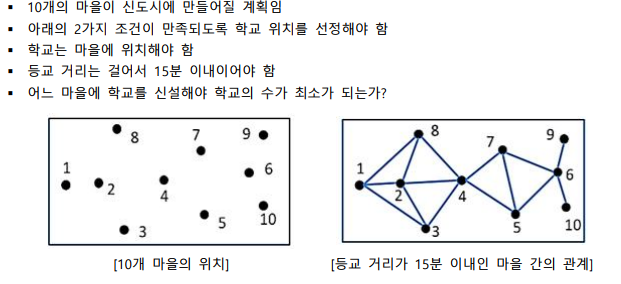 ▪ 10개의 마을이 신도시에 만들어질 계획임
▪ 아래의 2가지 조건이 만족되도록 학교 위치를 선정해야 함
▪ 학교는 마을에 위치해야 함
▪ 등교 거리는 걸어서 15분 이내이어야 함
▪ 어느 마을에 학교를 신설해야 학교의 수가 최소가 되는가?
1 2 3 4 5 6 7 8 9 10
1 2 3 4 5 6 7 8 9 10
[10개 마을의 위치] [등교 거리가 15분 이내인 마을 간의 관계]